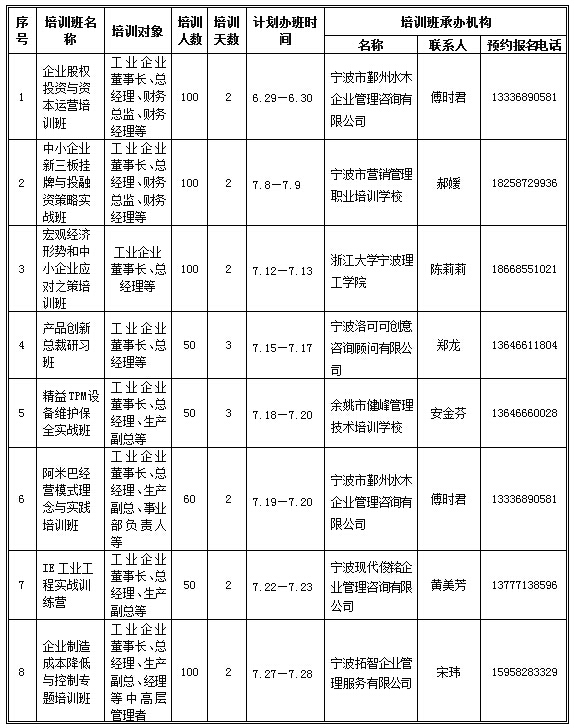 序号 培训班名称 培训对象 培训人数 培训天数 计划办班时间 培训班承办机构
名称 联系人 预约报名电话
1 企业股权投资与资本运营培训班 工业企业董事长、总经理、财务总监、财务经理等 100 2 6.29—6.30 宁波市鄞州水木企业管理咨询有限公司 傅时君 13336890581
2 中小企业新三板挂牌与投融资策略实战班 工业企业董事长、总经理、财务总监、财务经理等 100 2 7.8—7.9 宁波市营销管理职业培训学校 郝媛 18258729936
3 宏观经济形势和中小企业应对之策培训班 工业企业董事长、总经理等 100 2 7.12—7.13 浙江大学宁波理工学院 陈莉莉 18668551021
4 产品创新总裁研习班 工业企业董事长、总经理等 50 3 7.15—7.17 宁波洛可可创意咨询顾问有限公司 郑龙 13646611804
5 精益TPM设备维护保全实战班 工业企业董事长、总经理、生产副总等 50 3 7.18—7.20 余姚市健峰管理技术培训学校 安金芬 13646660028
6 阿米巴经营模式理念与实践培训班 工业企业董事长、总经理、生产副总、事业部负责人等 60 2 7.19—7.20 宁波市鄞州水木企业管理咨询有限公司 傅时君 13336890581
7 IE工业工程实战训练营 工业企业董事长、总经理、生产副总等 50 2 7.22—7.23 宁波现代俊铭企业管理咨询有限公司 黄美芳 13777138596
8 企业制造成本降低与控制专题培训班 工业企业董事长、总经理、生产副总、经理等中高层管理者 100 2 7.27—7.28 宁波拓智企业管理服务有限公司 宋玮 15958283329